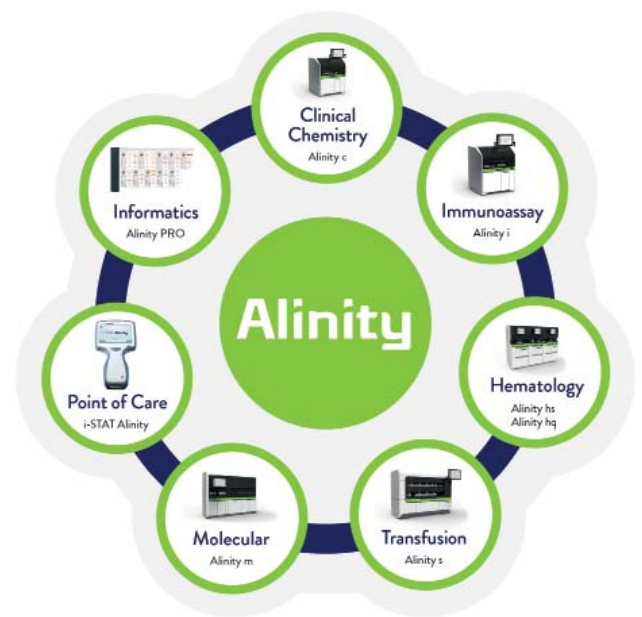 Clinical
Chemistry
Alinity c
Immunoassay
Alinity i
Hematology
Alinity hs
Alinity hq
Transfusion
Alinity s
Molecular
Alinity m
Point of Care
i-STAT Alinity
Informatics
Alinity PRO
Alinity